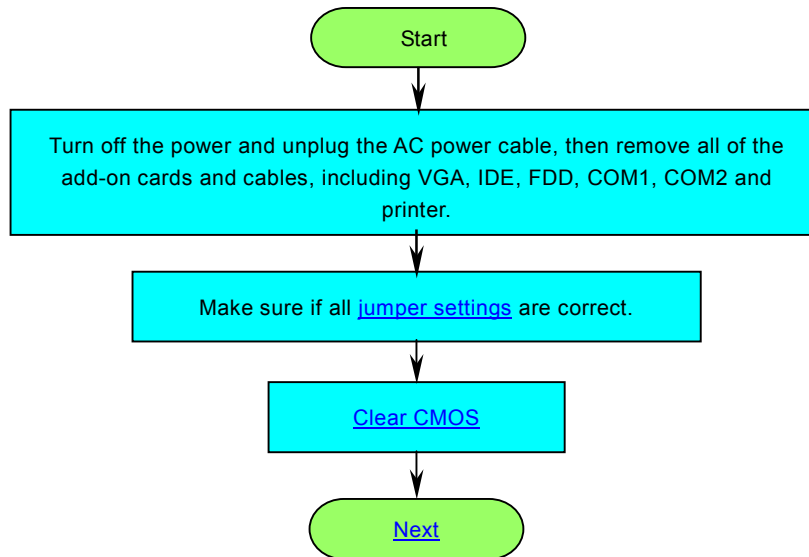 Start
Turn off the power and unplug the AC power cable, then remove all of the
add-on cards and cables, including VGA, IDE, FDD, COM1, COM2 and
printer.
Make sure if all jumper settings are correct.
Clear CMOS
Next